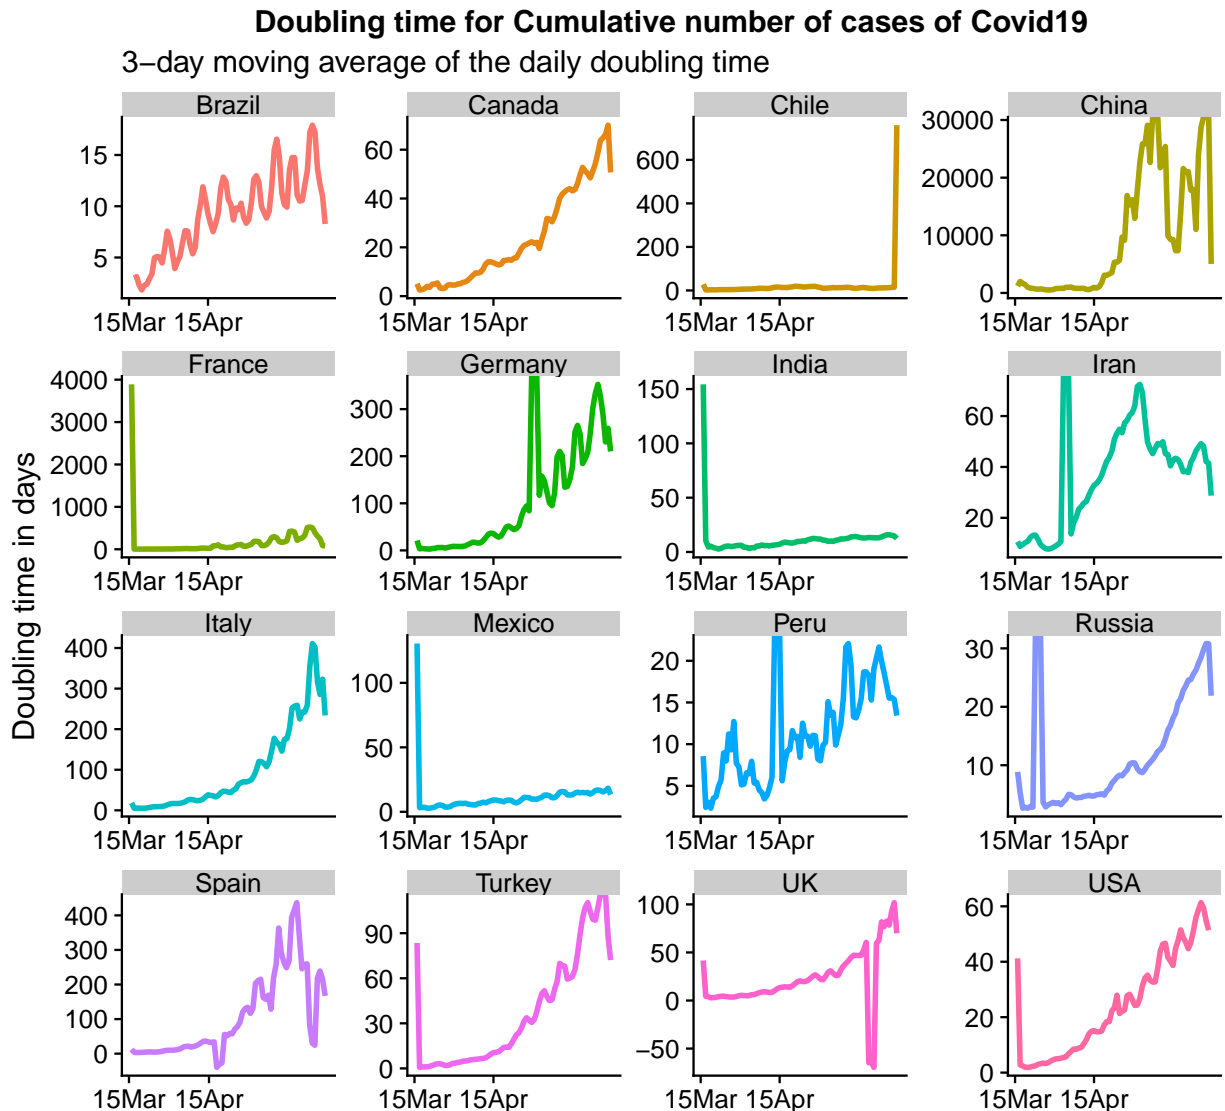 Doubling time for Cumulative number of cases of Covid19
3−day moving average of the daily doubling time
Doubling time in days
Brazil
15
10
5
15Mar 15Apr
Canada
60
40
20
0
15Mar 15Apr
Chile
600
400
200
0
15Mar 15Apr
China
30000
20000
10000
0
15Mar 15Apr
France
4000
3000
2000
1000
0
15Mar 15Apr
Germany
300
200
100
0
15Mar 15Apr
India
150
100
50
0
15Mar 15Apr
Iran
60
40
20
15Mar 15Apr
Italy
400
300
200
100
0
15Mar 15Apr
Mexico
100
50
0
15Mar 15Apr
Peru
20
15
10
5
15Mar 15Apr
Russia
30
20
10
15Mar 15Apr
Spain
400
300
200
100
0
15Mar 15Apr
Turkey
90
60
30
0
15Mar 15Apr
UK
100
50
0
−50
15Mar 15Apr
USA
60
40
20
0
15Mar 15Apr